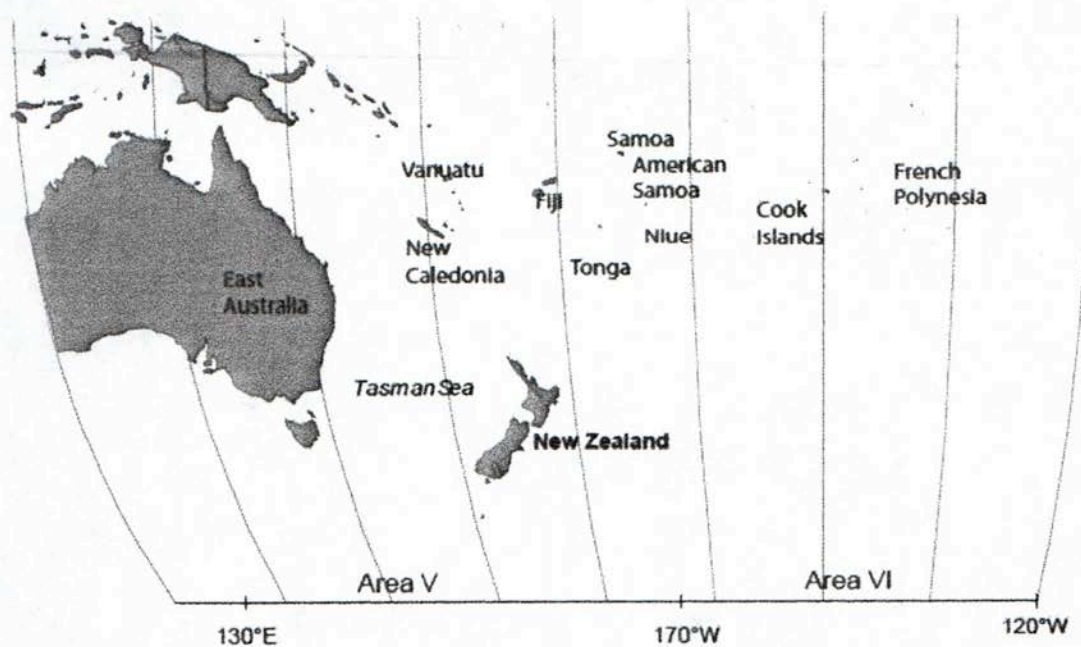 Samoa
American
Samoa
Vanuatu
Fiji
French
Polynesia
Cook
Islands
Niue
New
Caledonia
Tonga
East
Australia
Tasman Sea
New Zealand
Area V
Area VI
130°E
170°W
120°W